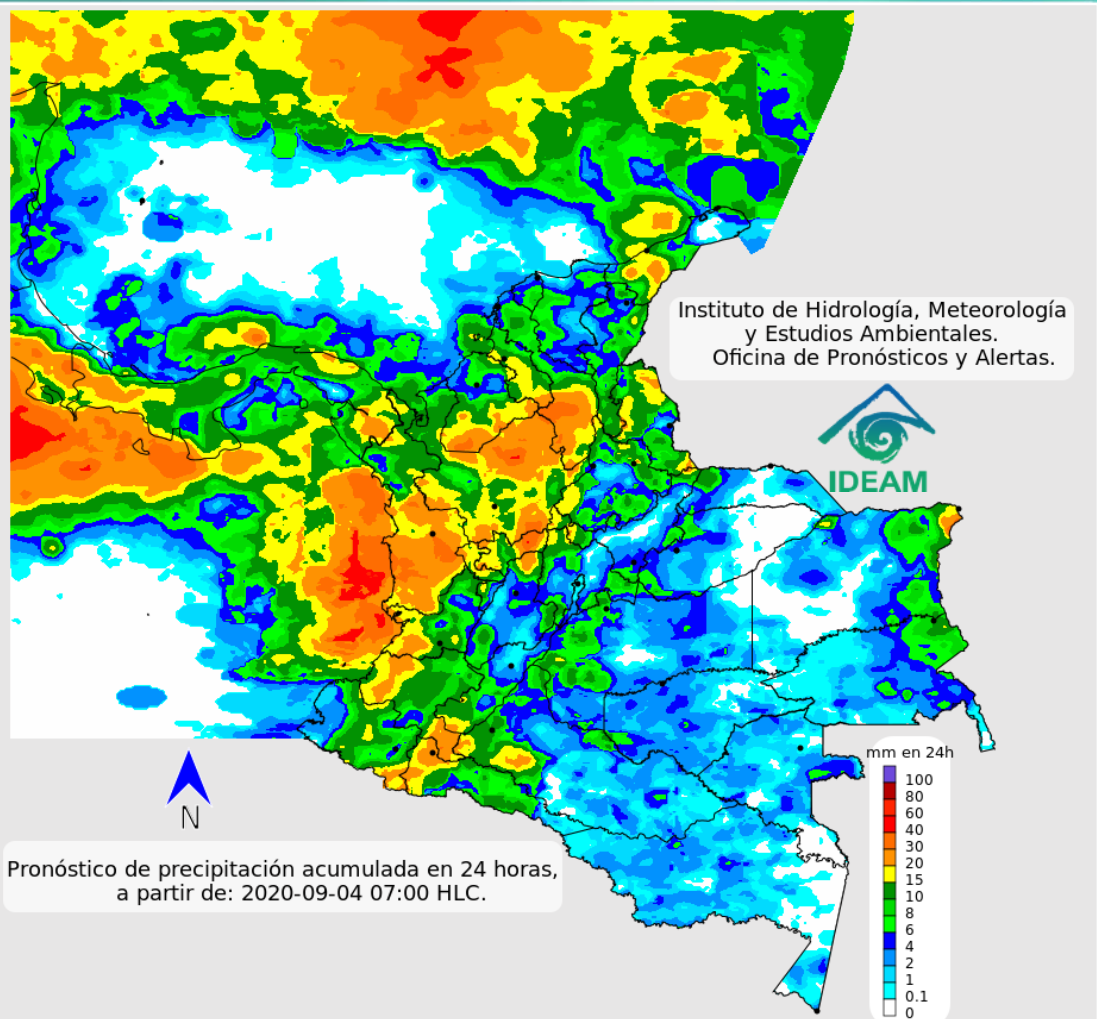 Instituto de Hidrología, Meteorología
y Estudios Ambientales.
Oficina de Pronósticos y Alertas.
IDEAM
mm en 24h
100
80
60
40
30
20
15
10
8
6
4
2
1
0.1
0
N
Pronóstico de precipitación acumulada en 24 horas,
a partir de: 2020-09-04 07:00 HLC.